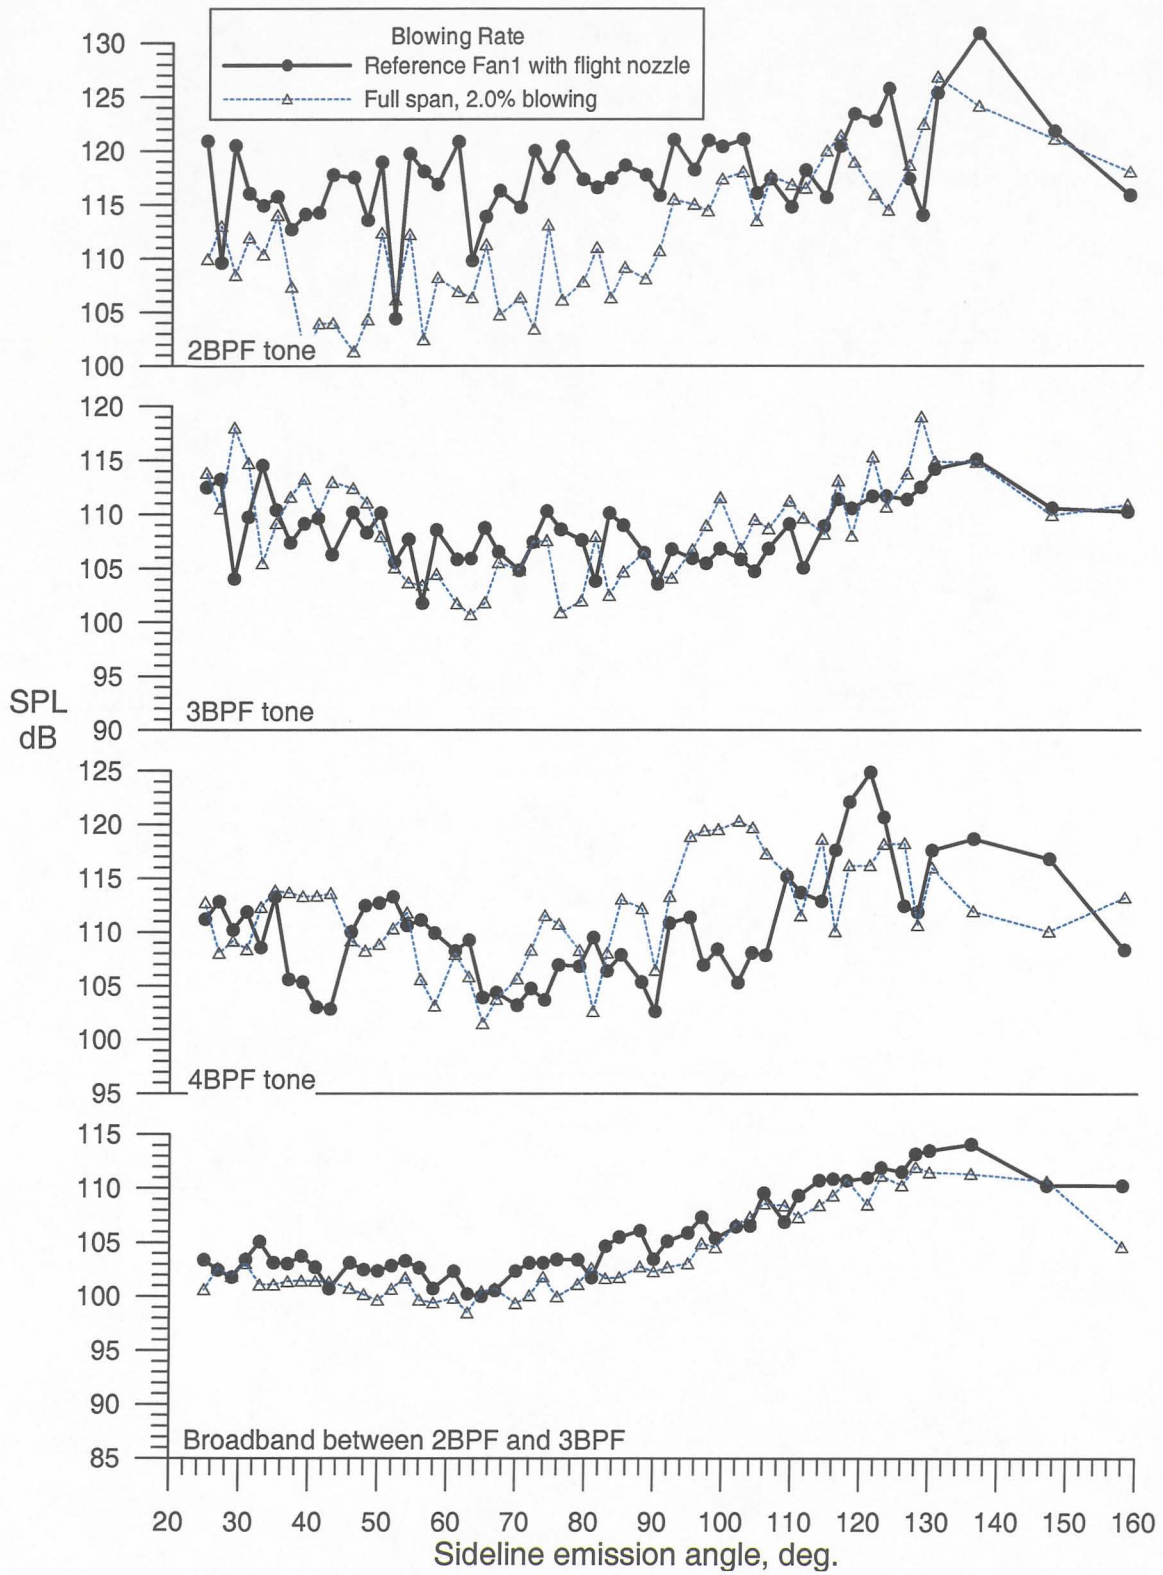 Blowing Rate
Reference Fan1 with flight nozzle
Full span, 2.0% blowing
130
125
120
115
110
105
100
2BPF tone
120
115
110
105
100
95
90
3BPF tone
SPL
dB
125
120
115
110
105
100
95
4BPF tone
115
110
105
100
95
90
85
Broadband between 2BPF and 3BPF
20 30 40 50 60 70 80 90 100 110 120 130 140 150 160
Sideline emission angle, deg.